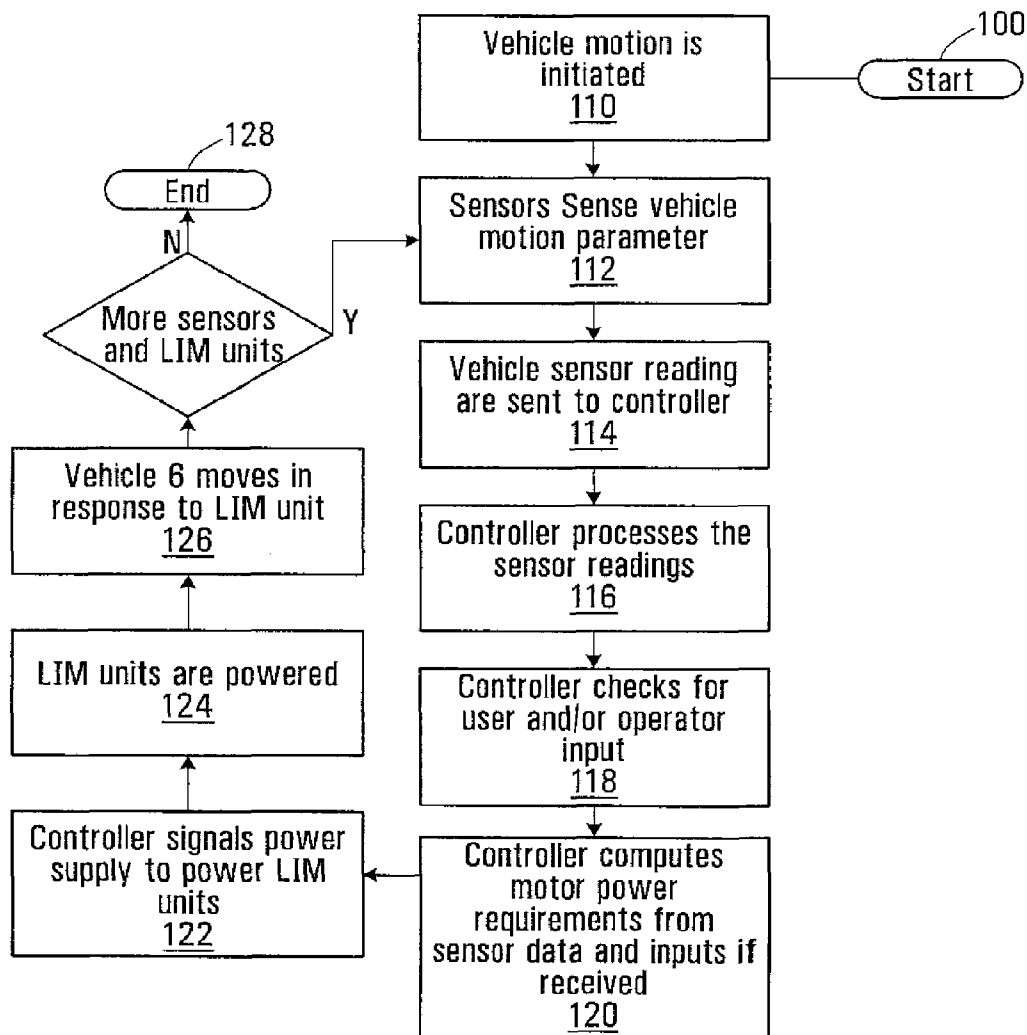 100
Start
Vehicle motion is
initiated
110
Sensors Sense vehicle
motion parameter
112
Vehicle sensor reading
are sent to controller
114
Controller processes the
sensor readings
116
Controller checks for
user and/or operator
input
118
Controller computes
motor power
requirements from
sensor data and inputs if
received
120
Controller signals power
supply to power LIM
units
122
LIM units are powered
124
Vehicle 6 moves in
response to LIM unit
126
More sensors
and LIM units
Y
N
128
End